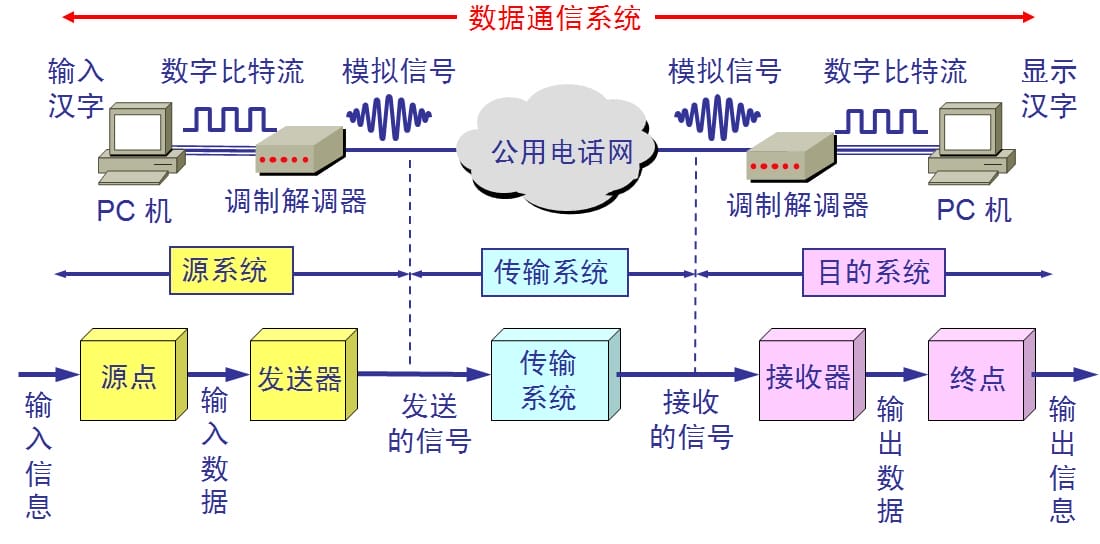 数据通信系统
输入
汉字
数字比特流
模拟信号
模拟信号
数字比特流
显示
汉字
公用电话网
PC 机
调制解调器
调制解调器
PC 机
源系统
传输系统
目的系统
源点
发送器
传输
系统
接收器
终点
输入信息
输入数据
发送
的信号
接收
的信号
输出数据
输出信息